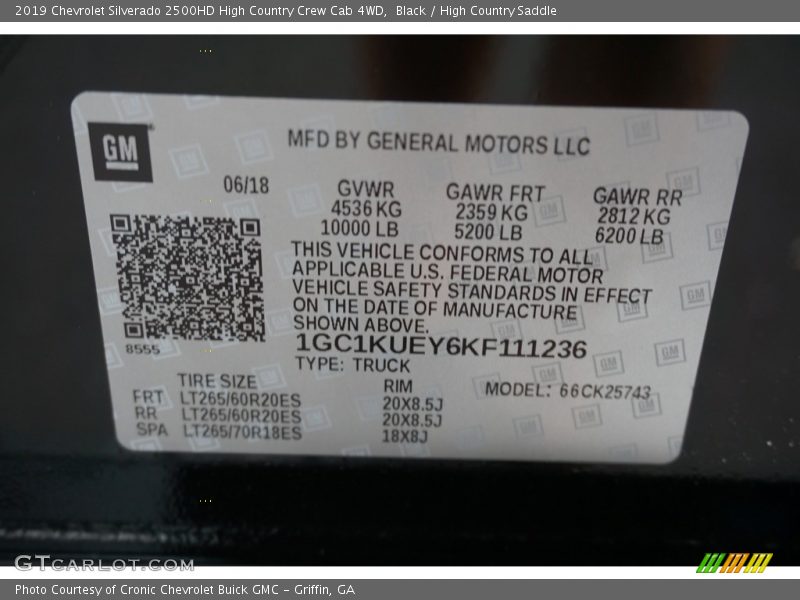 2019 Chevrolet Silverado 2500HD High Country Crew Cab 4WD, Black / High Country Saddle
GM
MFD BY GENERAL MOTORS LLC
06/18 GVWR GAWR FRT GAWR RR
4536 KG 2359 KG 2812 KG
10000 LB 5200 LB 6200 LB
THIS VEHICLE CONFORMS TO ALL
APPLICABLE U.S. FEDERAL MOTOR
VEHICLE SAFETY STANDARDS IN EFFECT
ON THE DATE OF MANUFACTURE
SHOWN ABOVE.
8555
1GC1KUEY6KF111236
TYPE: TRUCK
TIRE SIZE RIM MODEL: 66CK25743
FRT LT265/60R20ES 20X8.5J
RR LT265/60R20ES 20X8.5J
SPA LT265/70R18ES 18X8J
GTCARLOT.COM
Photo Courtesy of Cronic Chevrolet Buick GMC - Griffin, GA